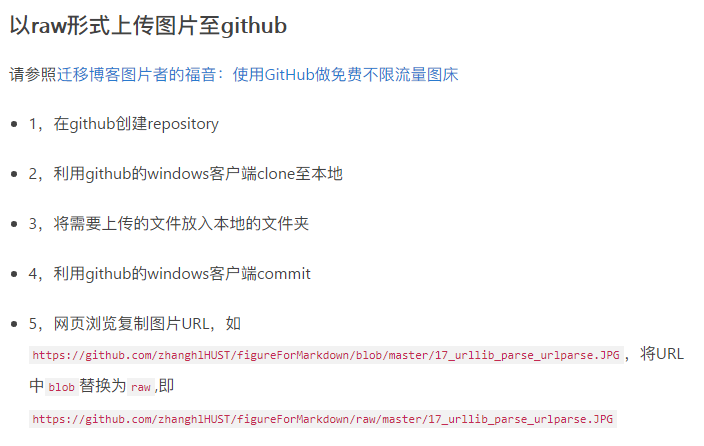 以raw形式上传图片至github
请参照迁移博客图片者的福音：使用GitHub做免费不限流量图床
1，在github创建repository
2，利用github的windows客户端clone至本地
3，将需要上传的文件放入本地的文件夹
4，利用github的windows客户端commit
5，网页浏览复制图片URL，如
https://github.com/zhanghlHUST/figureForMarkdown/blob/master/17_urllib_parse_urlparse.JPG，将URL
中blob替换为raw,即
https://github.com/zhanghlHUST/figureForMarkdown/raw/master/17_urllib_parse_urlparse.JPG